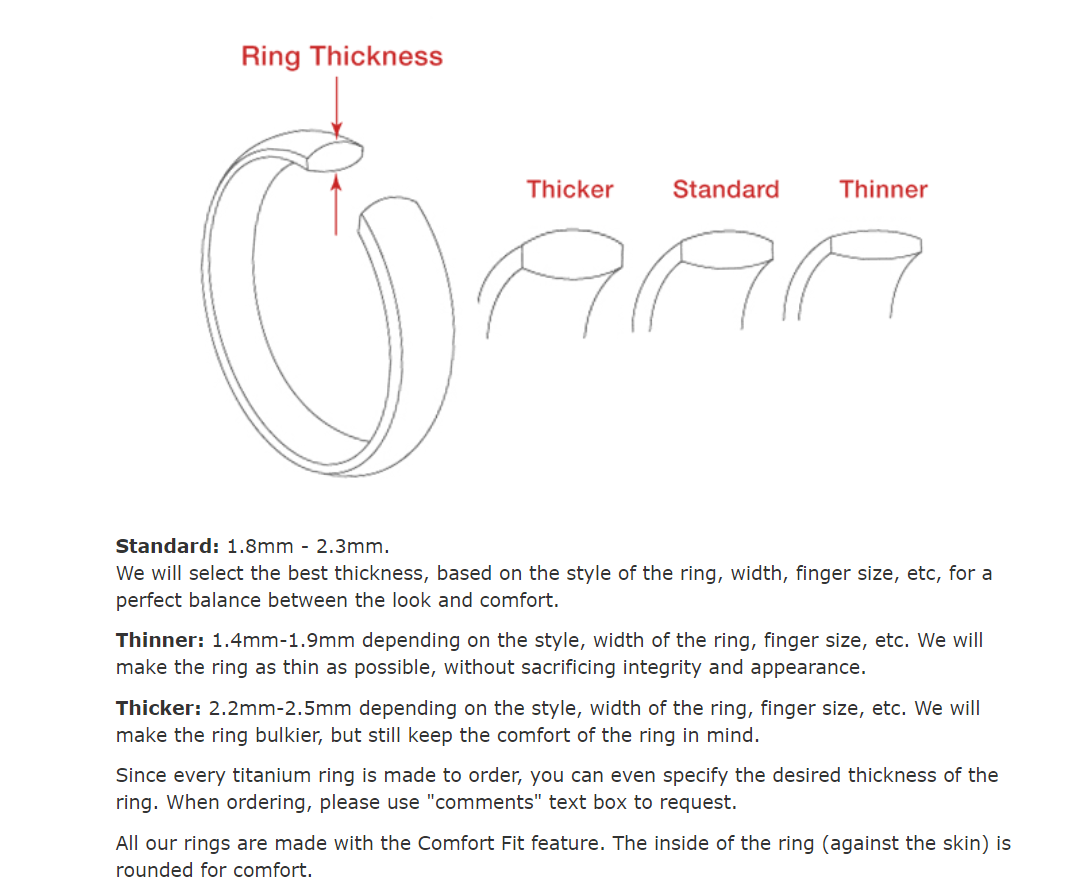 Ring Thickness
Thicker Standard Thinner
Standard: 1.8mm - 2.3mm.
We will select the best thickness, based on the style of the ring, width, finger size, etc, for a
perfect balance between the look and comfort.
Thinner: 1.4mm-1.9mm depending on the style, width of the ring, finger size, etc. We will
make the ring as thin as possible, without sacrificing integrity and appearance.
Thicker: 2.2mm-2.5mm depending on the style, width of the ring, finger size, etc. We will
make the ring bulkier, but still keep the comfort of the ring in mind.
Since every titanium ring is made to order, you can even specify the desired thickness of the
ring. When ordering, please use "comments" text box to request.
All our rings are made with the Comfort Fit feature. The inside of the ring (against the skin) is
rounded for comfort.